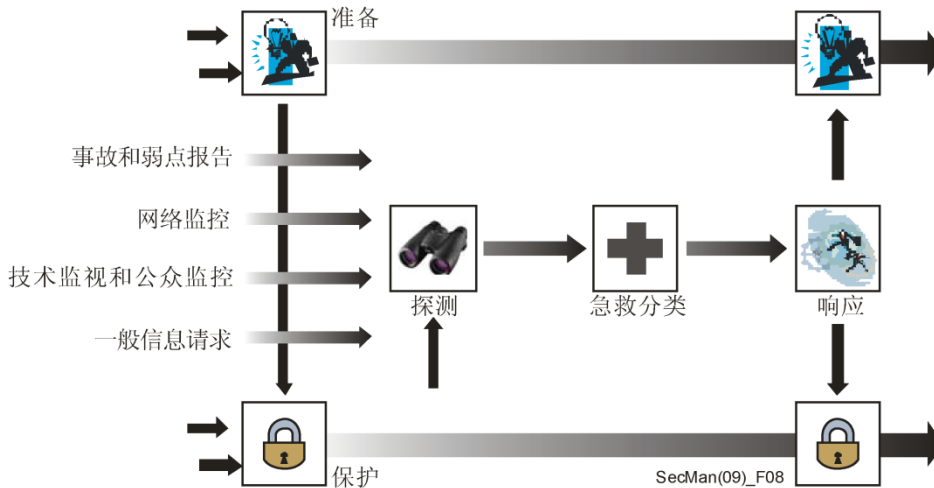 准备
事故和弱点报告
网络监控
技术监视和公众监控
一般信息请求
探测
急救分类
响应
保护
SecMan(09)_F08